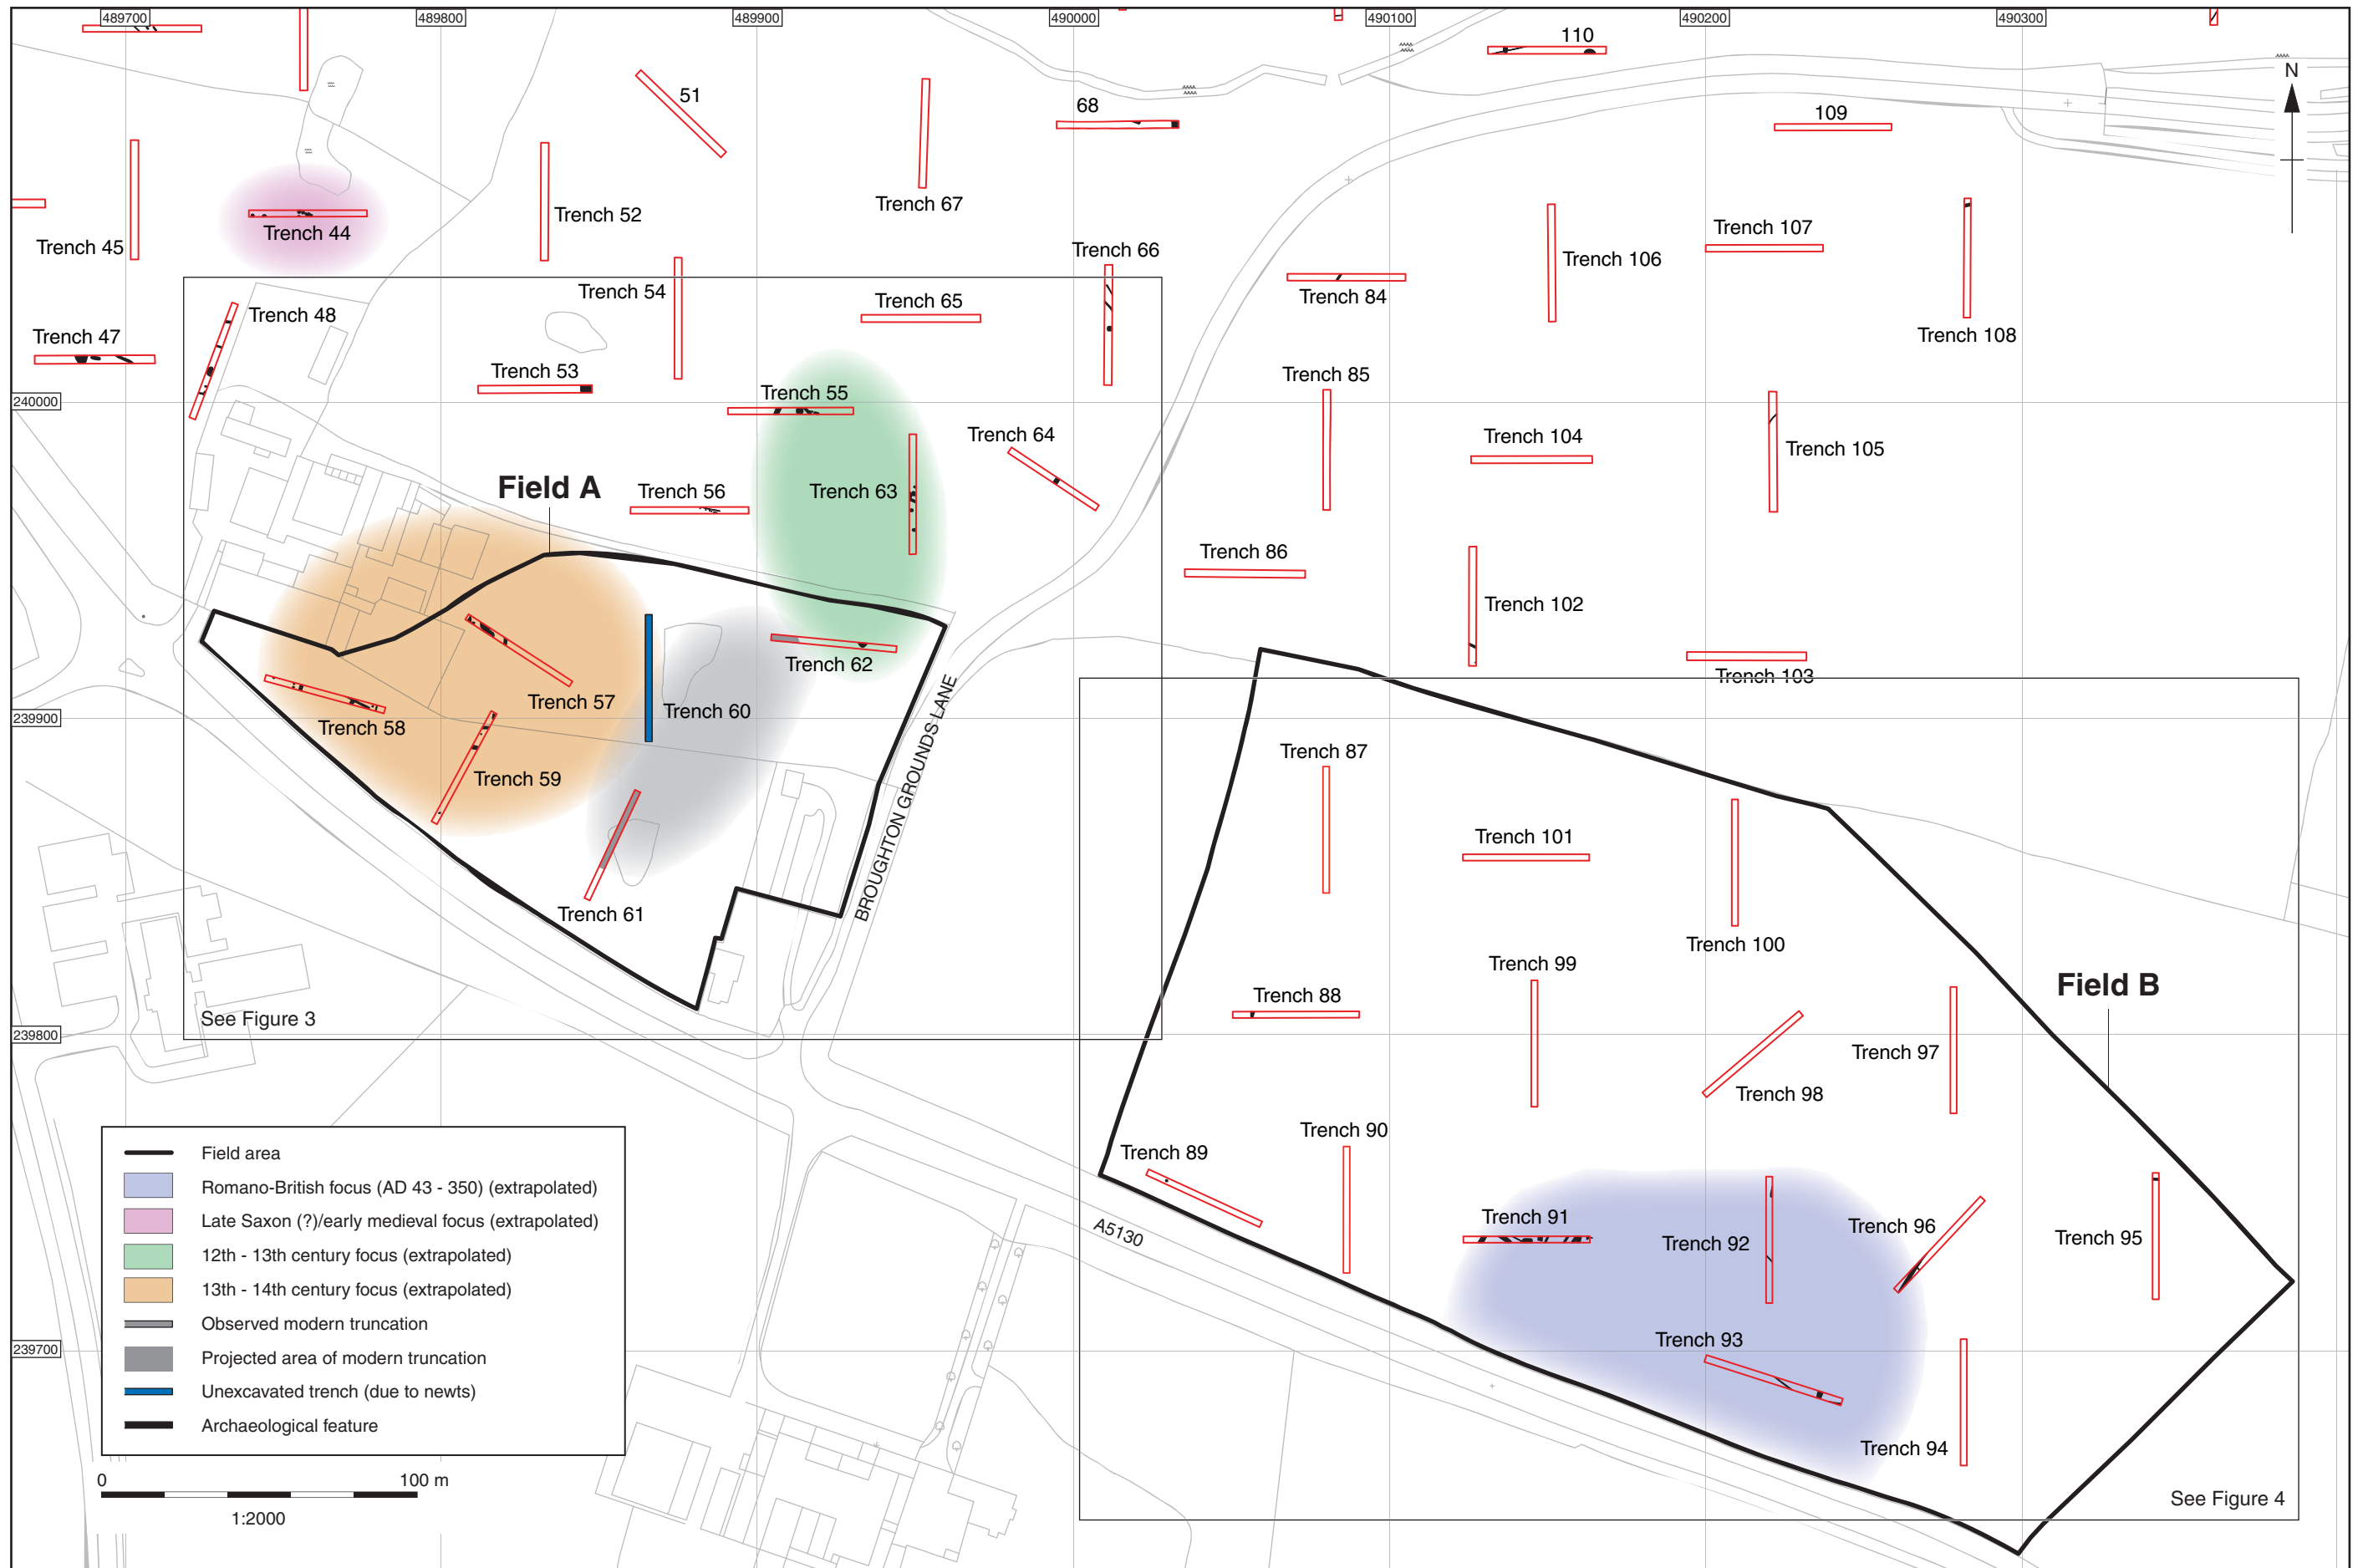 489700
489800
489900
490000
490100
490200
490300
110
N
51
68
109
Trench 67
Trench 52
Trench 44
Trench 45
Trench 66
Trench 107
Trench 106
Trench 84
Trench 108
Trench 54
Trench 65
Trench 48
Trench 47
Trench 53
Trench 85
Trench 55
240000
Trench 64
Trench 104
Trench 105
Field A
Trench 56
Trench 63
Trench 86
Trench 102
Trench 62
Trench 103
Trench 57
Trench 60
239900
Trench 58
BROUGHTON GROUNDS LANE
Trench 87
Trench 59
Trench 101
Trench 61
Trench 100
Trench 99
Field B
Trench 88
See Figure 3
239800
Trench 97
Trench 98
Trench 90
Trench 89
Field area
Romano-British focus (AD 43 - 350) (extrapolated)
Late Saxon (?)/early medieval focus (extrapolated)
12th - 13th century focus (extrapolated)
13th - 14th century focus (extrapolated)
Observed modern truncation
Projected area of modern truncation
Unexcavated trench (due to newts)
Archaeological feature
A5130
Trench 91
Trench 92
Trench 96
Trench 95
Trench 93
239700
Trench 94
0
100 m
1:2000
See Figure 4